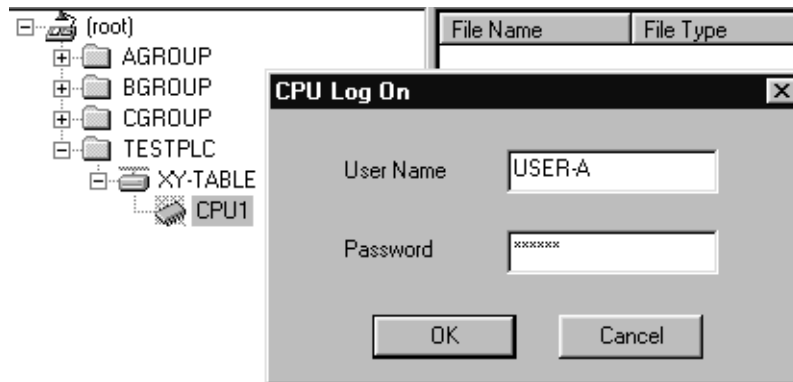 (root)
AGROUP
BGROUP
CGROUP
TESTPLC
XY-TABLE
CPU1
File Name File Type
CPU Log On
User Name USER-A
Password xxxxxx
OK Cancel